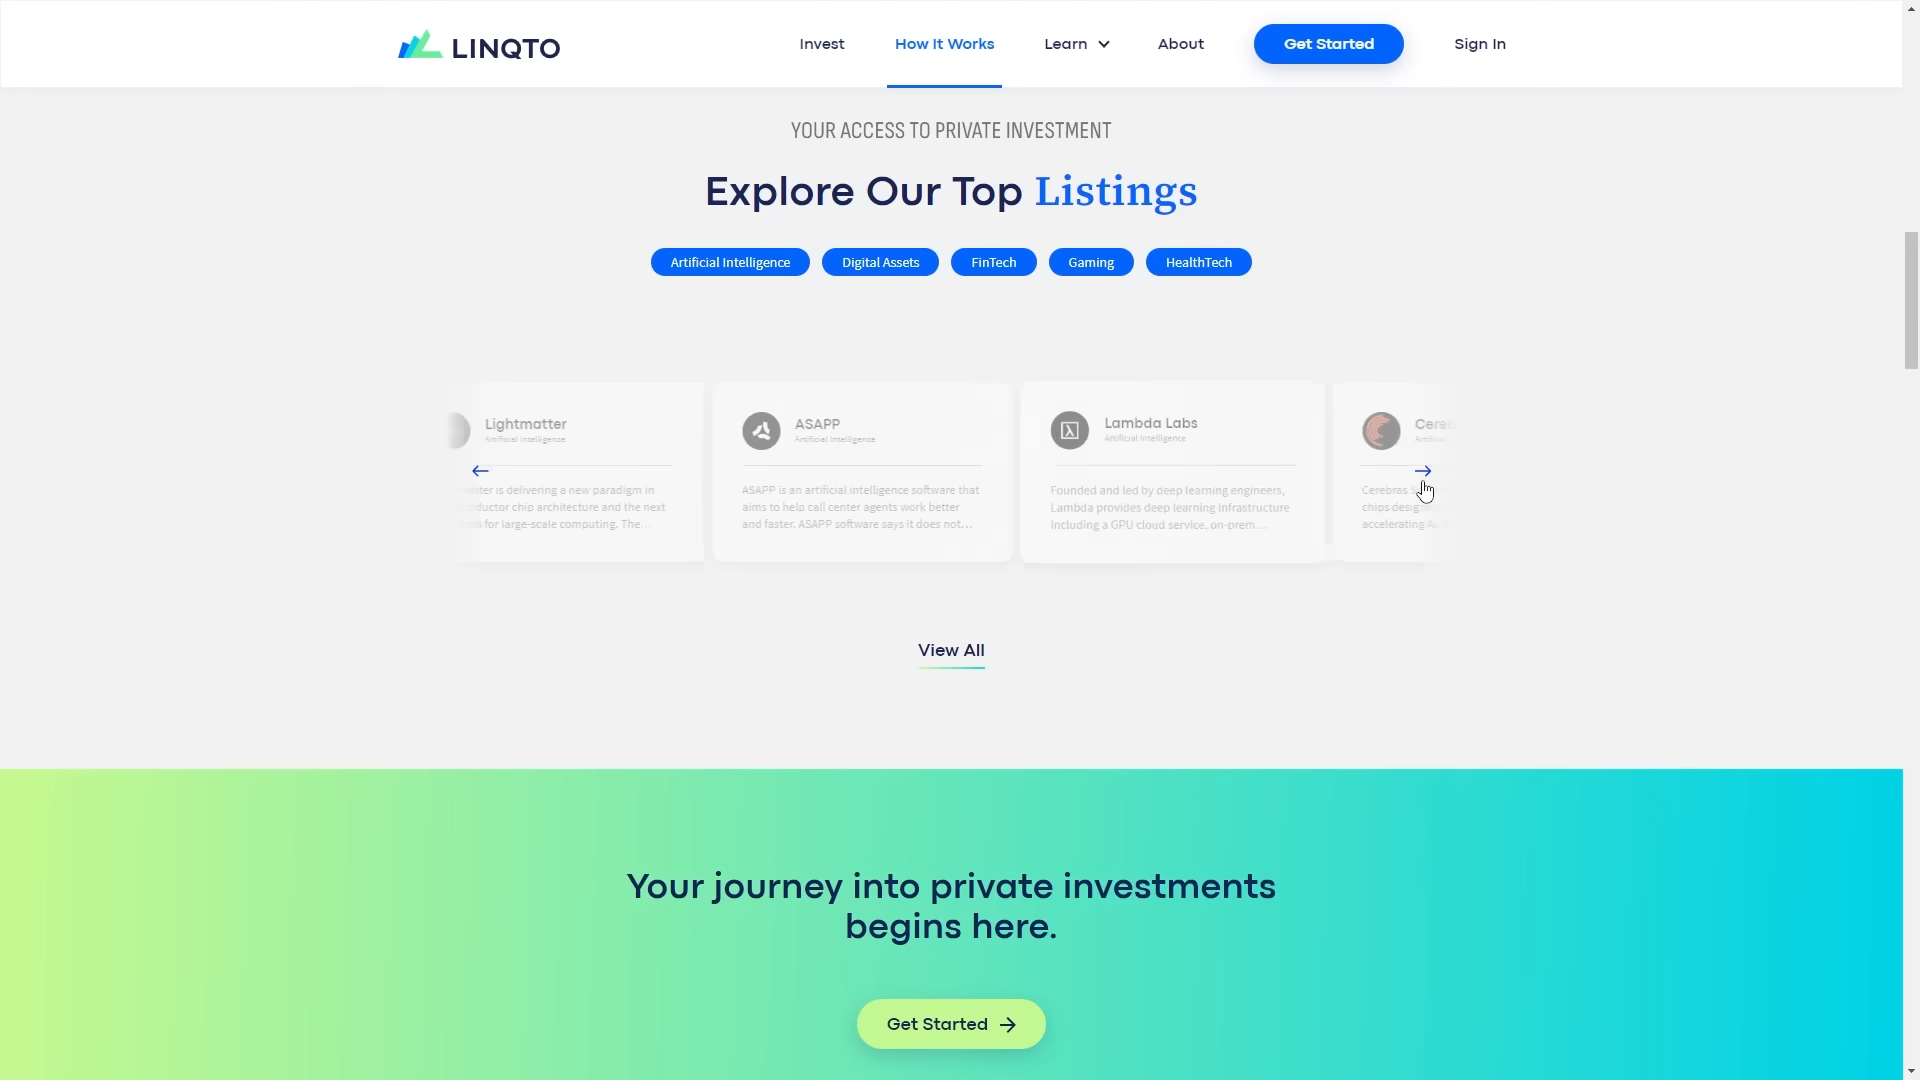 LINQTO
Invest
How It Works
Learn
About
Get Started
Sign In
YOUR ACCESS TO PRIVATE INVESTMENT
Explore Our Top Listings
Artificial Intelligence
Digital Assets
FinTech
Gaming
HealthTech
Lightmatter
Artificial Intelligence
is delivering a new paradigm in
chip architecture and the next
for large-scale computing. The...
ASAPP
Artificial Intelligence
ASAPP is an artificial intelligence software that
aims to help call center agents work better
and faster. ASAPP software says it does not...
Lambda Labs
Artificial Intelligence
Founded and led by deep learning engineers,
Lambda provides deep learning infrastructure
including a GPU cloud service, on-prem...
Cereb
Cerebras
chips
accelerating
View All
Your journey into private investments
begins here.
Get Started